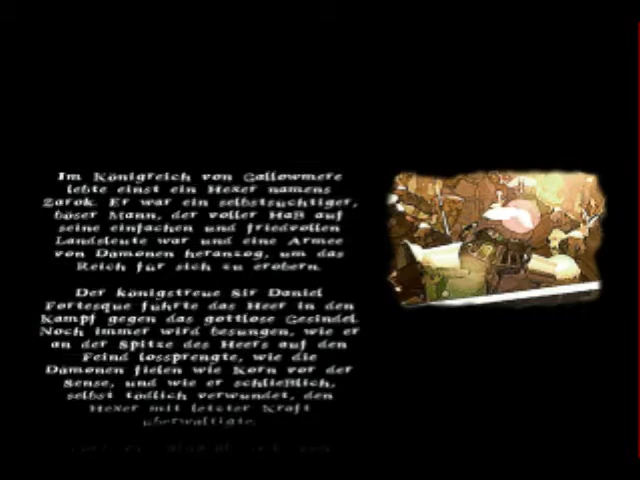 Im Königreich von Gallowmere
lebte einst ein Hexer namens
Zarok. Er war ein selbstsüchtiger,
böser Mann, der voller Haß auf
seine einfachen und friedvollen
Landsleute war und eine Armee
von Dämonen heranzog, um das
Reich für sich zu erobern.
Der königstreue Sir Daniel
Fortesque führte das Heer in den
Kampf gegen das gottlose Gesindel.
Noch immer wird besungen, wie er
an der Spitze des Heers auf den
Feind lossprengte, wie die
Dämonen fielen wie Korn vor der
Sense, und wie er schließlich,
selbst tödlich verwundet, den
Hexer mit letzter Kraft
überwältigte.